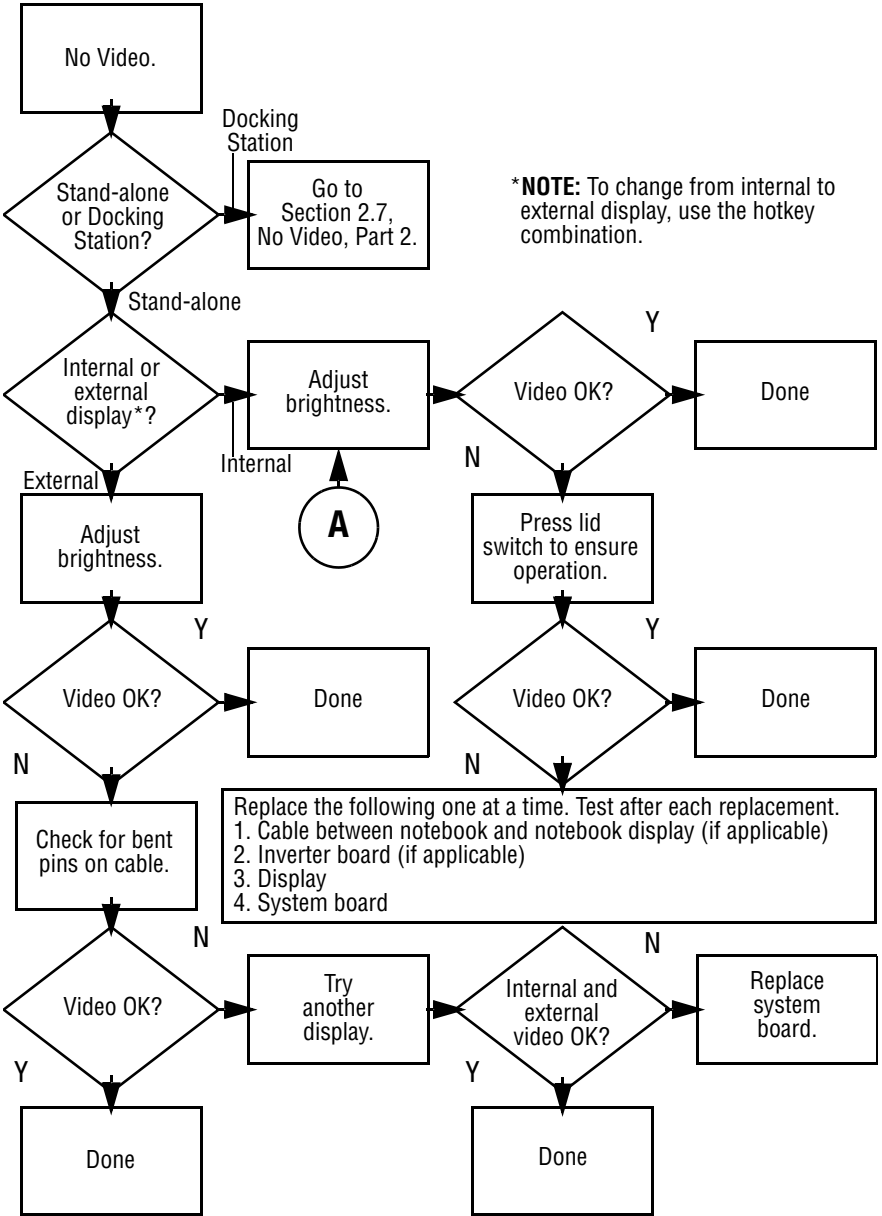 No Video.
Docking
Station
Stand-alone
or Docking
Station?
Go to
Section 2.7,
No Video, Part 2.
*NOTE: To change from internal to
external display, use the hotkey
combination.
Stand-alone
Internal or
external
display*?
Internal
Adjust
brightness.
Video OK?
Y
Done
N
External
A
Adjust
brightness.
Press lid
switch to ensure
operation.
Video OK?
Y
Done
N
Video OK?
Y
Done
N
Check for bent
pins on cable.
Replace the following one at a time. Test after each replacement.
1. Cable between notebook and notebook display (if applicable)
2. Inverter board (if applicable)
3. Display
4. System board
Video OK?
N
Try
another
display.
Internal and
external
video OK?
N
Replace
system
board.
Y
Done
Y
Done